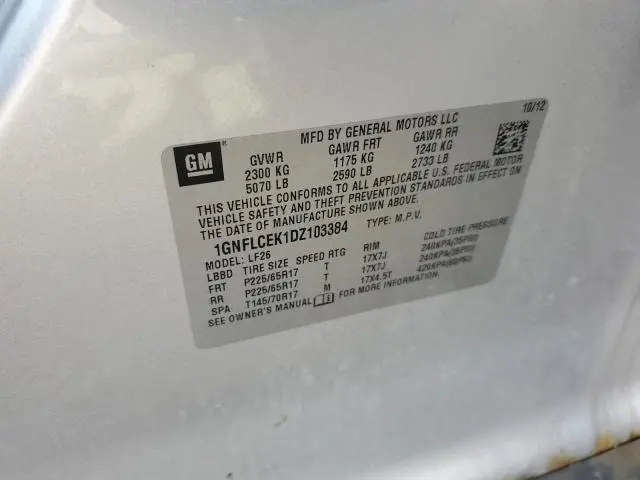 10/12
GM®
MFD BY GENERAL MOTORS LLC
GVWR GAWR FRT GAWR RR
2300 KG 1175 KG 1240 KG
5070 LB 2590 LB 2733 LB
THIS VEHICLE CONFORMS TO ALL APPLICABLE U.S. FEDERAL MOTOR
VEHICLE SAFETY AND THEFT PREVENTION STANDARDS IN EFFECT ON
THE DATE OF MANUFACTURE SHOWN ABOVE.
1GNFLCEK1DZ103384 TYPE: M.P.V.
MODEL: LF26
LBBD TIRE SIZE SPEED RTG RIM COLD TIRE PRESSURE
FRT P225/65R17 T 17X7J 240KPA(35PSI)
RR P225/65R17 T 17X7J 240KPA(35PSI)
SPA T145/70R17 M 17X4.5T 420KPA(60PSI)
SEE OWNER'S MANUAL FOR MORE INFORMATION.